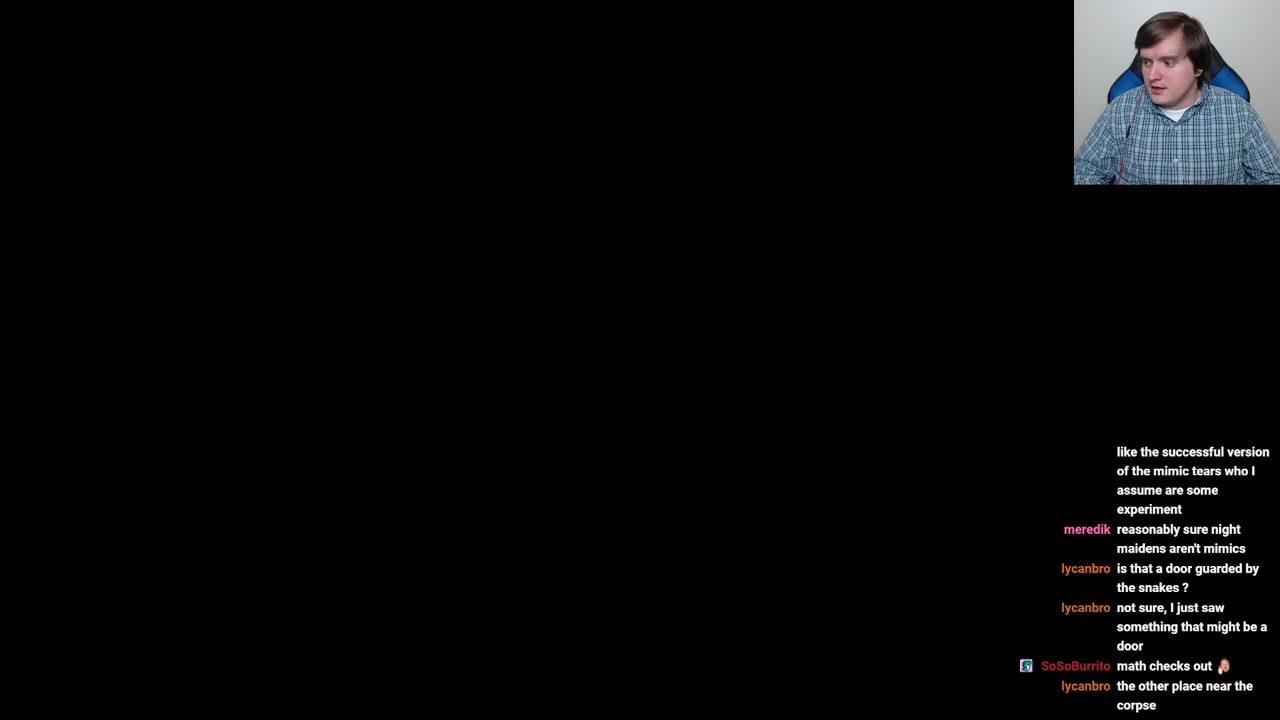 like the successful version
of the mimic tears who I
assume are some
experiment
meredik reasonably sure night
maidens aren't mimics
lycanbro is that a door guarded by
the snakes ?
lycanbro not sure, I just saw
something that might be a
door
SoSoBurrito math checks out
lycanbro the other place near the
corpse